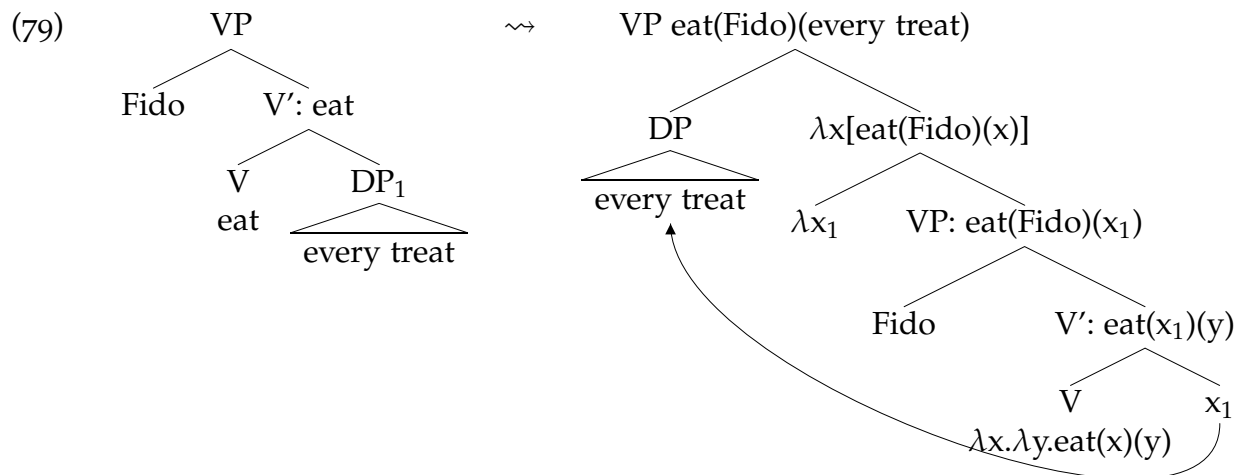 (79) VP ⇝ VP eat(Fido)(every treat)
Fido V’: eat DP λx[eat(Fido)(x)]
V DP₁
eat every treat every treat λx₁ VP: eat(Fido)(x₁)
Fido V’: eat(x₁)(y)
V x₁
λx.λy.eat(x)(y)